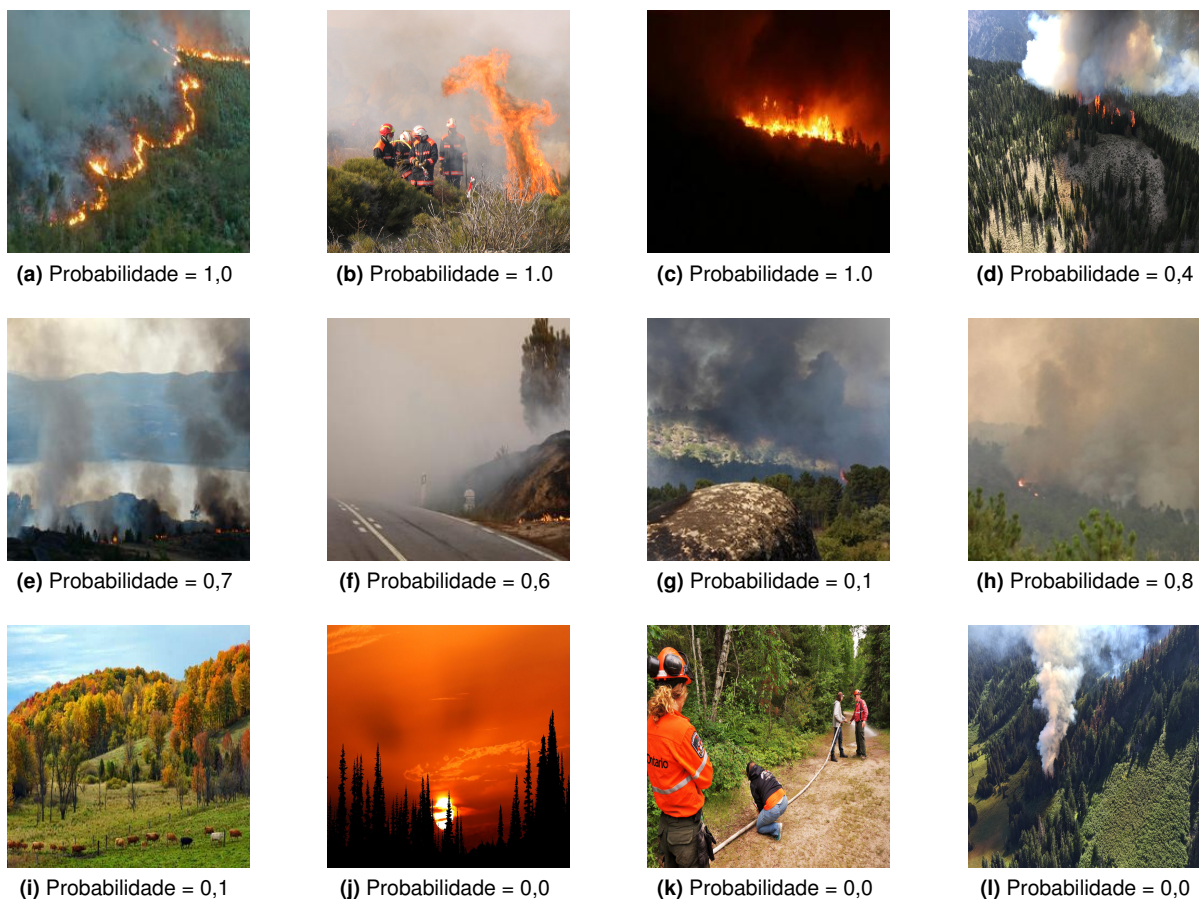 (a) Probabilidade = 1,0
(b) Probabilidade = 1.0
(c) Probabilidade = 1.0
(d) Probabilidade = 0,4
(e) Probabilidade = 0,7
(f) Probabilidade = 0,6
(g) Probabilidade = 0,1
(h) Probabilidade = 0,8
Ontario
(i) Probabilidade = 0,1
(j) Probabilidade = 0,0
(k) Probabilidade = 0,0
(l) Probabilidade = 0,0